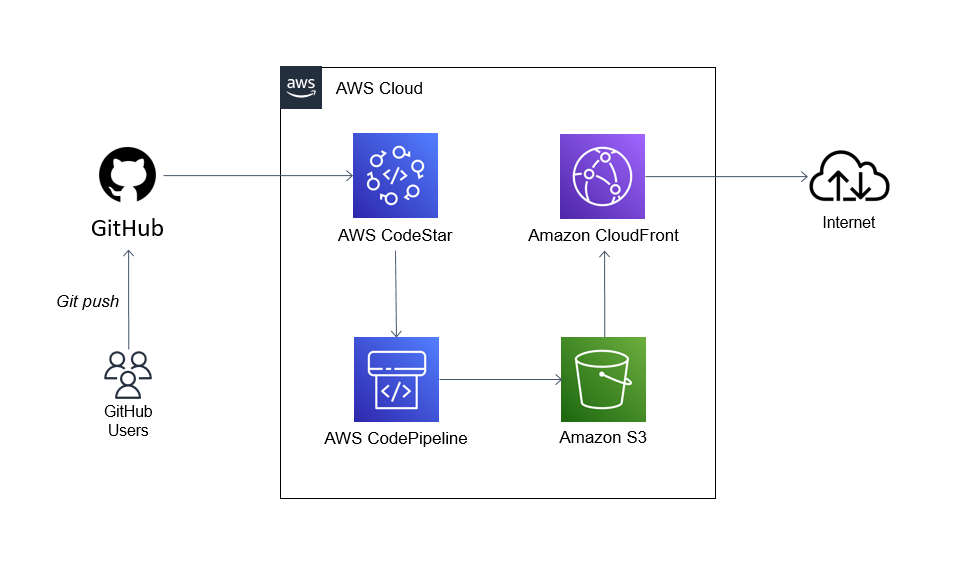 aws
AWS Cloud
GitHub
AWS CodeStar
Amazon CloudFront
Internet
Git push
GitHub
Users
AWS CodePipeline
Amazon S3